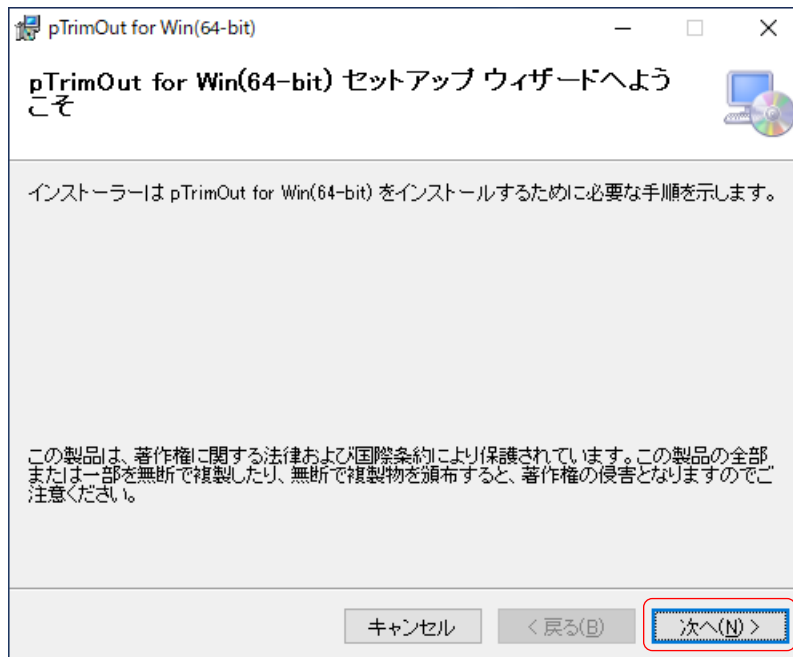 pTrimOut for Win(64-bit)
pTrimOut for Win(64-bit) セットアップ ウィザードへよう
こそ
インストーラーは pTrimOut for Win(64-bit) をインストールするために必要な手順を示します。
この製品は、著作権に関する法律および国際条約により保護されています。この製品の全部
または一部を無断で複製したり、無断で複製物を頒布すると、著作権の侵害となりますのでご
注意ください。
キャンセル < 戻る(B) 次へ(N) >